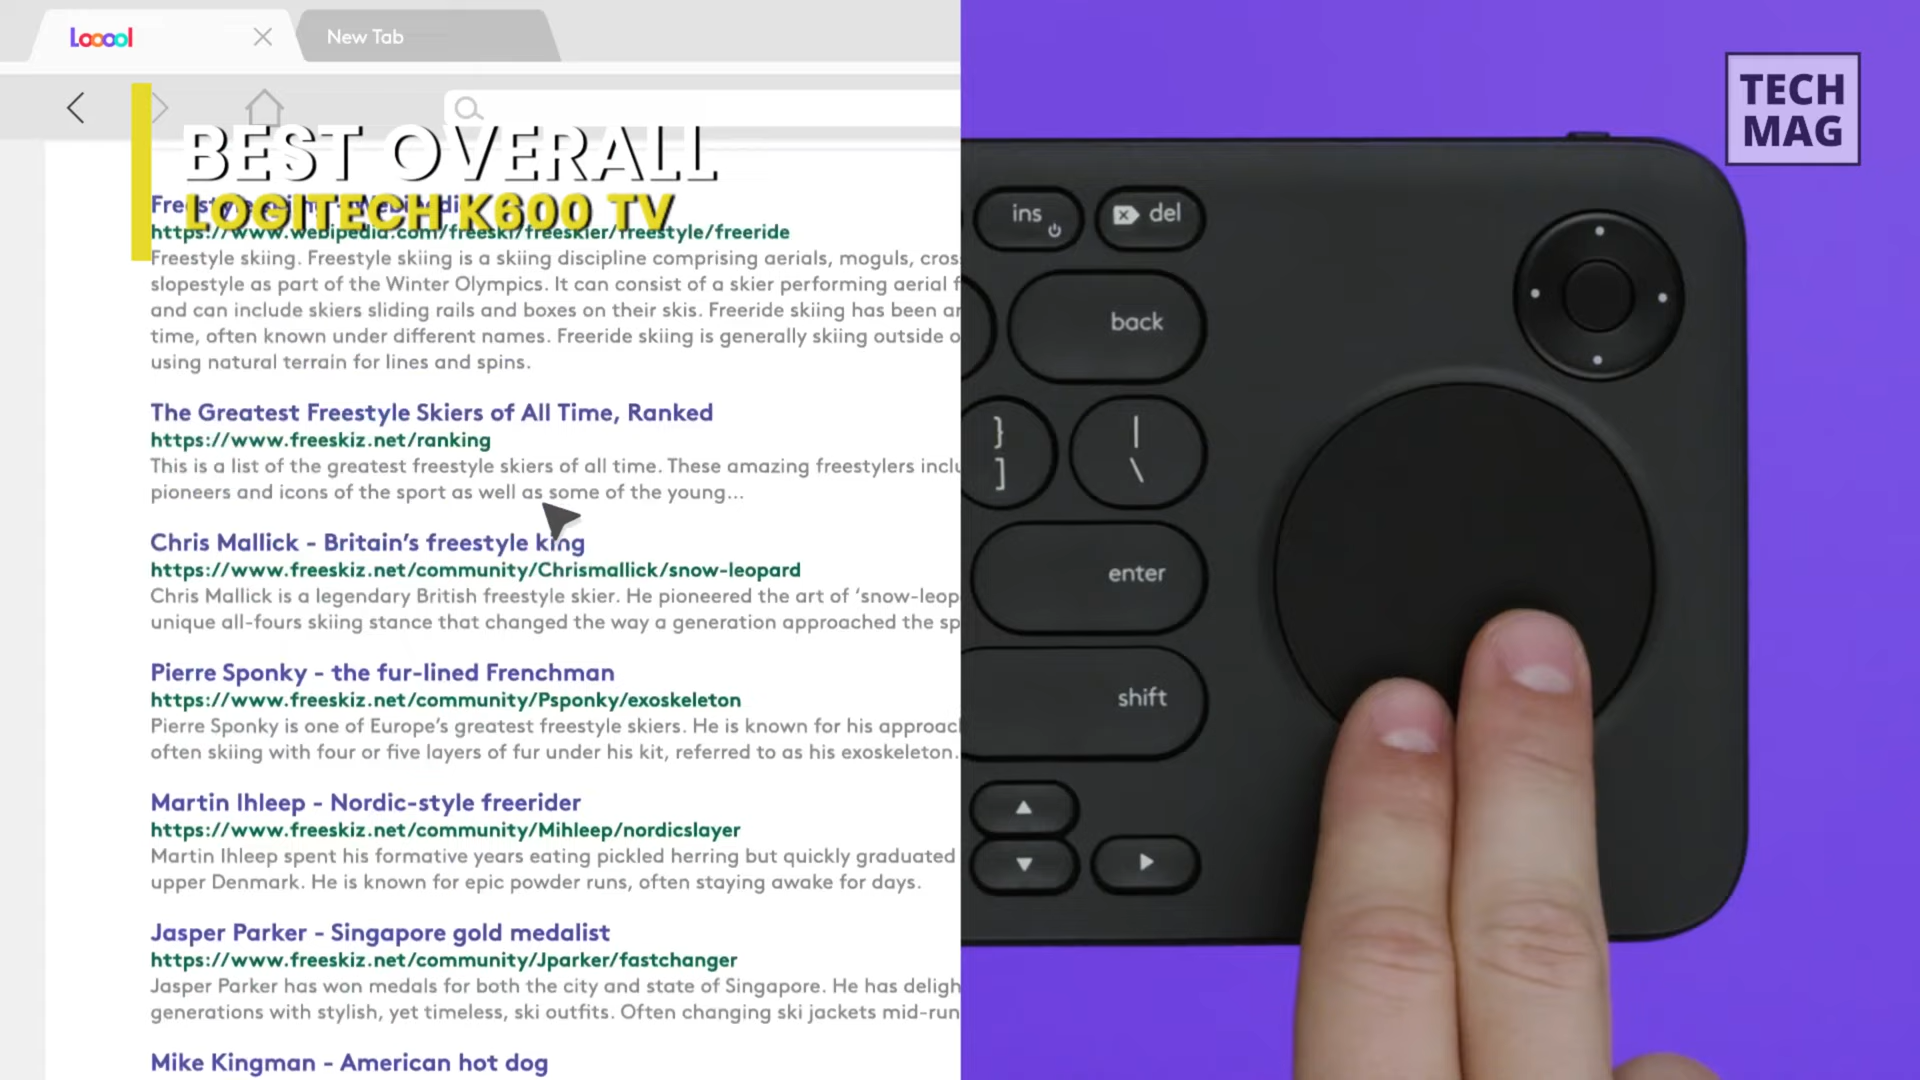 Looool
New Tab
BEST OVERALL
LOGITECH K600 TV
https://www.webipedia.com/freeski/freeskier/freestyle/freeride
Freestyle skiing. Freestyle skiing is a skiing discipline comprising aerials, moguls, cros
slopestyle as part of the Winter Olympics. It can consist of a skier performing aerial f
and can include skiers sliding rails and boxes on their skis. Freeride skiing has been ar
time, often known under different names. Freeride skiing is generally skiing outside o
using natural terrain for lines and spins.
The Greatest Freestyle Skiers of All Time, Ranked
https://www.freeskiz.net/ranking
This is a list of the greatest freestyle skiers of all time. These amazing freestylers inclu
pioneers and icons of the sport as well as some of the young...
Chris Mallick - Britain's freestyle king
https://www.freeskiz.net/community/Chrismallick/snow-leopard
Chris Mallick is a legendary British freestyle skier. He pioneered the art of 'snow-leop
unique all-fours skiing stance that changed the way a generation approached the sp
Pierre Sponky - the fur-lined Frenchman
https://www.freeskiz.net/community/Psponky/exoskeleton
Pierre Sponky is one of Europe's greatest freestyle skiers. He is known for his approac
often skiing with four or five layers of fur under his kit, referred to as his exoskeleton.
Martin Ihleep - Nordic-style freerider
https://www.freeskiz.net/community/Mihleep/nordicslayer
Martin Ihleep spent his formative years eating pickled herring but quickly graduated
upper Denmark. He is known for epic powder runs, often staying awake for days.
Jasper Parker - Singapore gold medalist
https://www.freeskiz.net/community/Jparker/fastchanger
Jasper Parker has won medals for both the city and state of Singapore. He has deligh
generations with stylish, yet timeless, ski outfits. Often changing ski jackets mid-run
Mike Kingman - American hot dog
TECH
MAG
ins
del
back
}
]
|
\
enter
shift